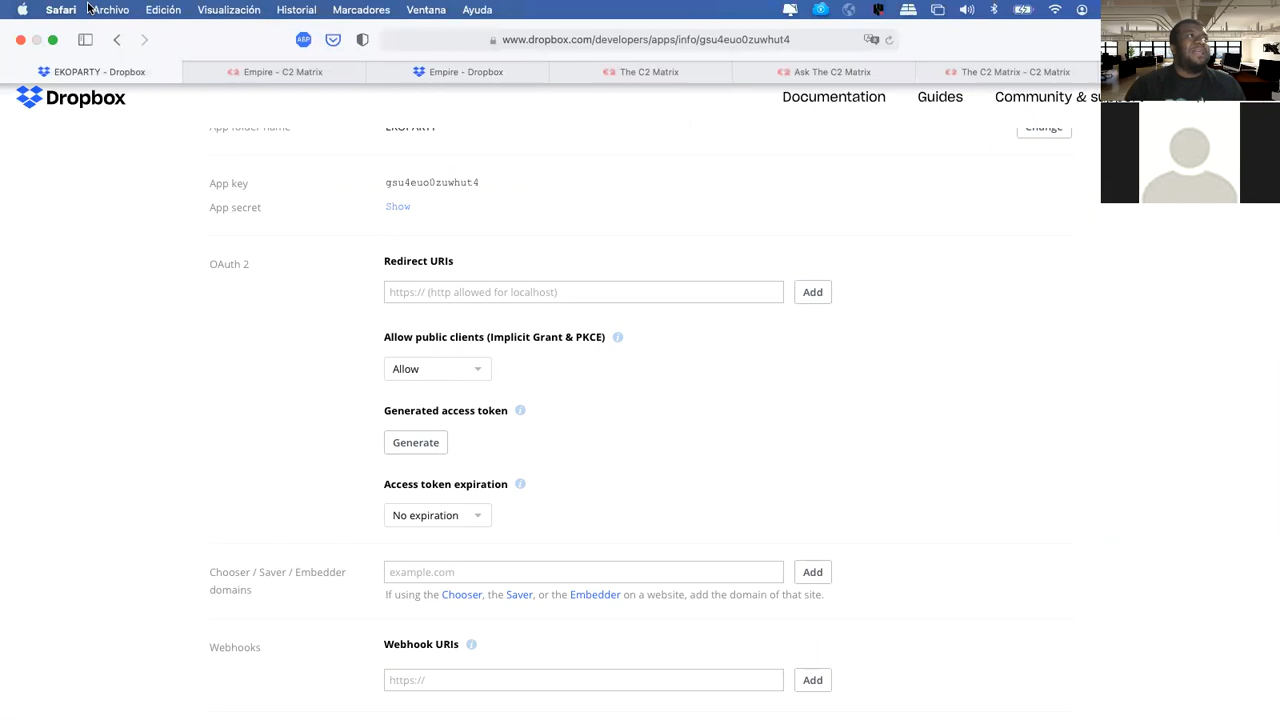 Safari Archivo Edición Visualización Historial Marcadores Ventana Ayuda
ABP www.dropbox.com/developers/apps/info/gsu4euo0zuwhut4
EKOPARTY - Dropbox Empire - C2 Matrix Empire - Dropbox The C2 Matrix Ask The C2 Matrix The C2 Matrix - C2 Matrix
Dropbox Documentation Guides Community & support
App folder name EKOPARTY Change
App key gsu4euo0zuwhut4
App secret Show
OAuth 2 Redirect URIs
https:// (http allowed for localhost) Add
Allow public clients (Implicit Grant & PKCE)
Allow
Generated access token
Generate
Access token expiration
No expiration
Chooser / Saver / Embedder
domains
example.com Add
If using the Chooser, the Saver, or the Embedder on a website, add the domain of that site.
Webhooks Webhook URIs
https:// Add